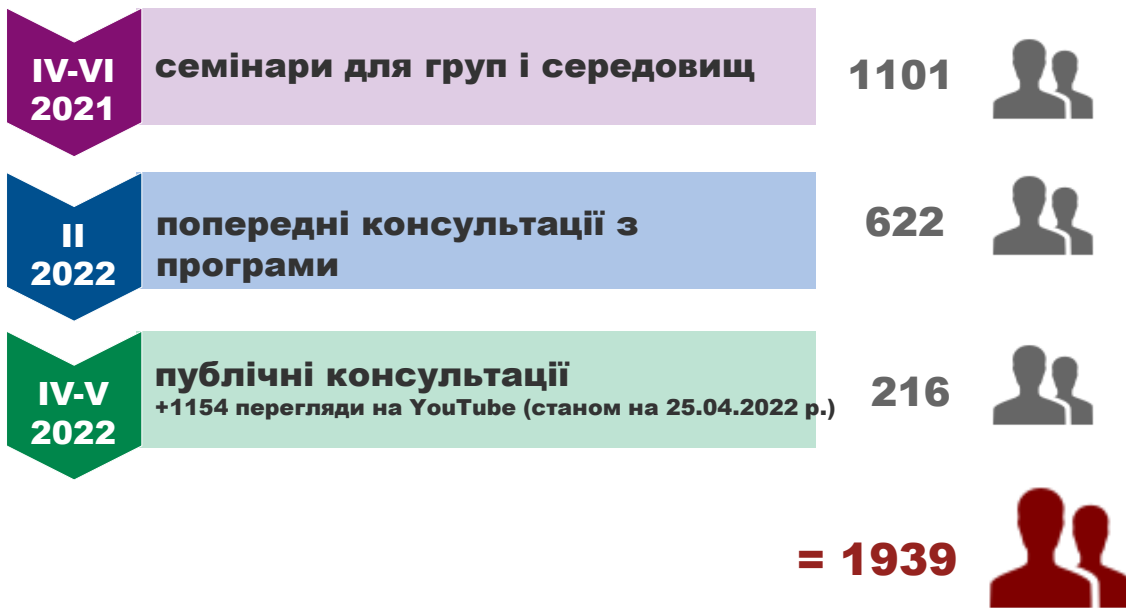 IV-VI
2021
семінари для груп і середовищ
1101
II
2022
попередні консультації з
програми
622
IV-V
2022
публічні консультації
+1154 перегляди на YouTube (станом на 25.04.2022 р.)
216
= 1939